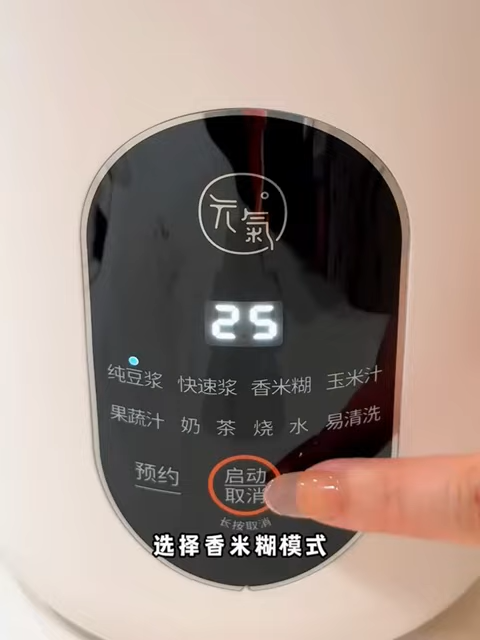 元氣
25
纯豆浆 快速浆 香米糊 玉米汁
果蔬汁 奶茶 烧水 易清洗
预约
启动
取消
长按取消
选择香米糊模式